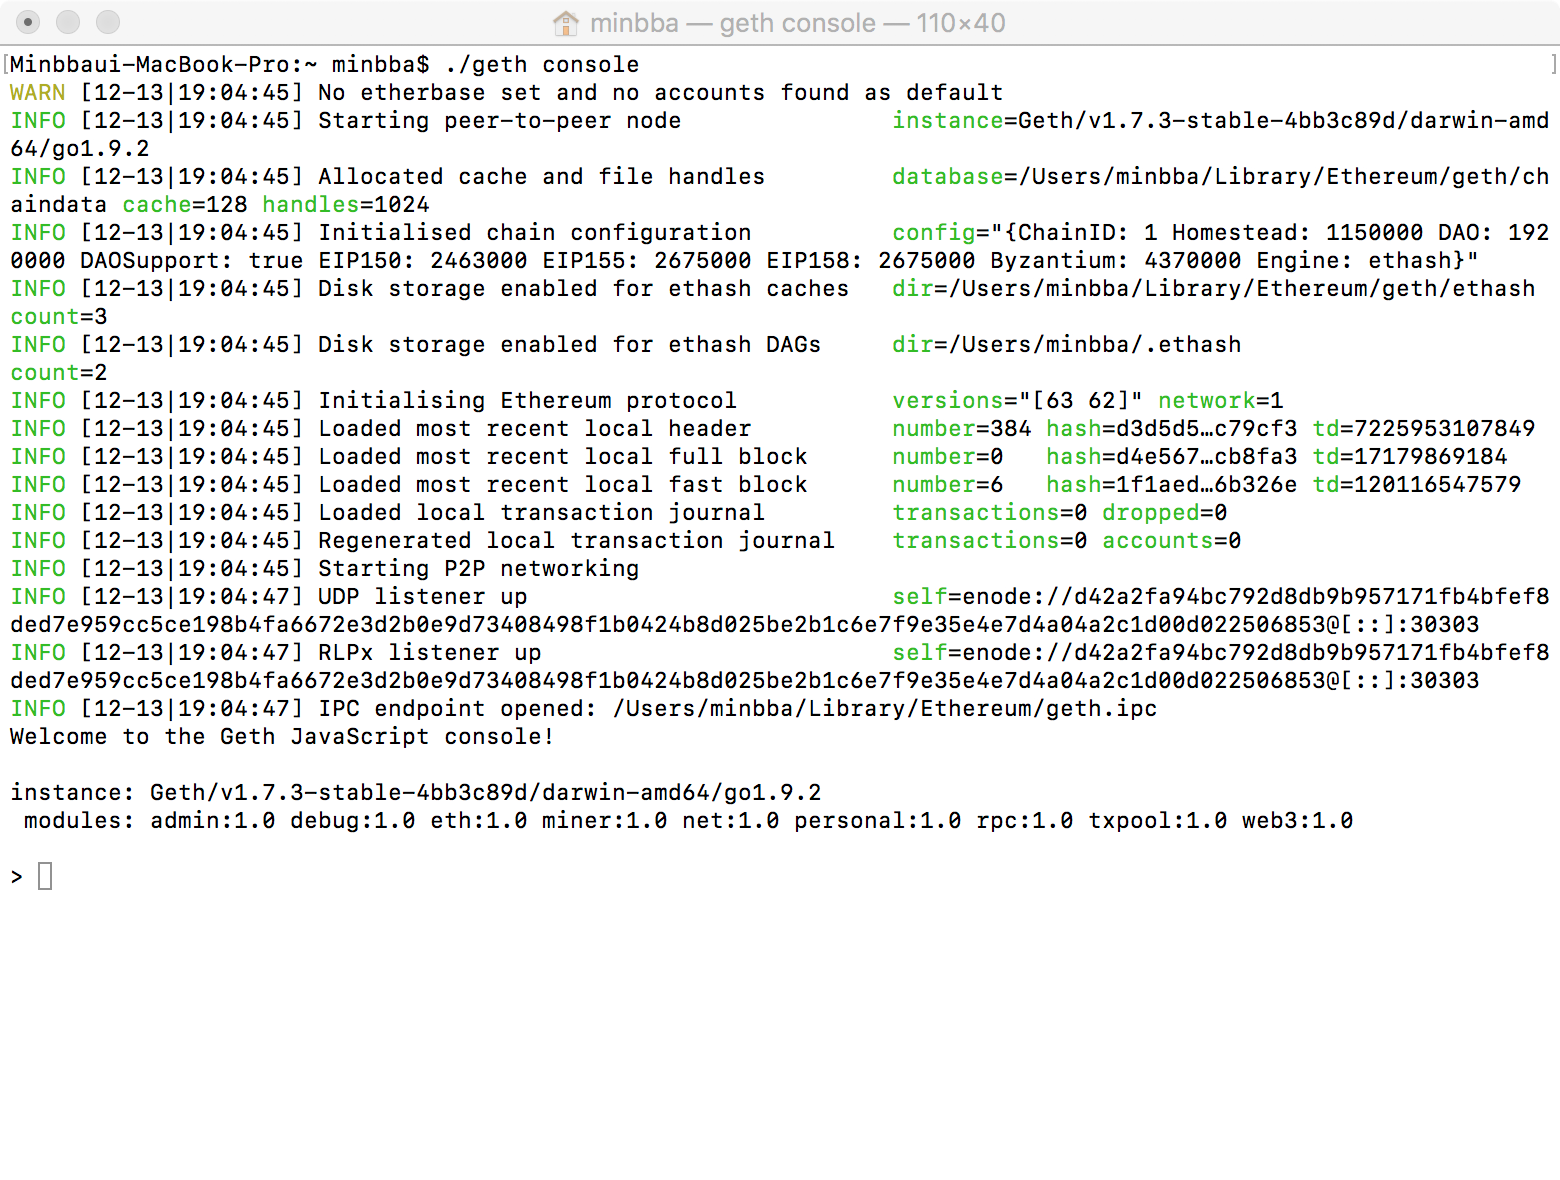 minbba — geth console — 110×40
[Minbbaui-MacBook-Pro:~ minbba$ ./geth console ]
WARN [12-13|19:04:45] No etherbase set and no accounts found as default
INFO [12-13|19:04:45] Starting peer-to-peer node instance=Geth/v1.7.3-stable-4bb3c89d/darwin-amd
64/go1.9.2
INFO [12-13|19:04:45] Allocated cache and file handles database=/Users/minbba/Library/Ethereum/geth/ch
aindata cache=128 handles=1024
INFO [12-13|19:04:45] Initialised chain configuration config="{ChainID: 1 Homestead: 1150000 DAO: 192
0000 DAOSupport: true EIP150: 2463000 EIP155: 2675000 EIP158: 2675000 Byzantium: 4370000 Engine: ethash}"
INFO [12-13|19:04:45] Disk storage enabled for ethash caches dir=/Users/minbba/Library/Ethereum/geth/ethash
count=3
INFO [12-13|19:04:45] Disk storage enabled for ethash DAGs dir=/Users/minbba/.ethash
count=2
INFO [12-13|19:04:45] Initialising Ethereum protocol versions="[63 62]" network=1
INFO [12-13|19:04:45] Loaded most recent local header number=384 hash=d3d5d5…c79cf3 td=7225953107849
INFO [12-13|19:04:45] Loaded most recent local full block number=0 hash=d4e567…cb8fa3 td=17179869184
INFO [12-13|19:04:45] Loaded most recent local fast block number=6 hash=1f1aed…6b326e td=120116547579
INFO [12-13|19:04:45] Loaded local transaction journal transactions=0 dropped=0
INFO [12-13|19:04:45] Regenerated local transaction journal transactions=0 accounts=0
INFO [12-13|19:04:45] Starting P2P networking
INFO [12-13|19:04:47] UDP listener up self=enode://d42a2fa94bc792d8db9b957171fb4bfef8
ded7e959cc5ce198b4fa6672e3d2b0e9d73408498f1b0424b8d025be2b1c6e7f9e35e4e7d4a04a2c1d00d022506853@[::]:30303
INFO [12-13|19:04:47] RLPx listener up self=enode://d42a2fa94bc792d8db9b957171fb4bfef8
ded7e959cc5ce198b4fa6672e3d2b0e9d73408498f1b0424b8d025be2b1c6e7f9e35e4e7d4a04a2c1d00d022506853@[::]:30303
INFO [12-13|19:04:47] IPC endpoint opened: /Users/minbba/Library/Ethereum/geth.ipc
Welcome to the Geth JavaScript console!
instance: Geth/v1.7.3-stable-4bb3c89d/darwin-amd64/go1.9.2
modules: admin:1.0 debug:1.0 eth:1.0 miner:1.0 net:1.0 personal:1.0 rpc:1.0 txpool:1.0 web3:1.0
>